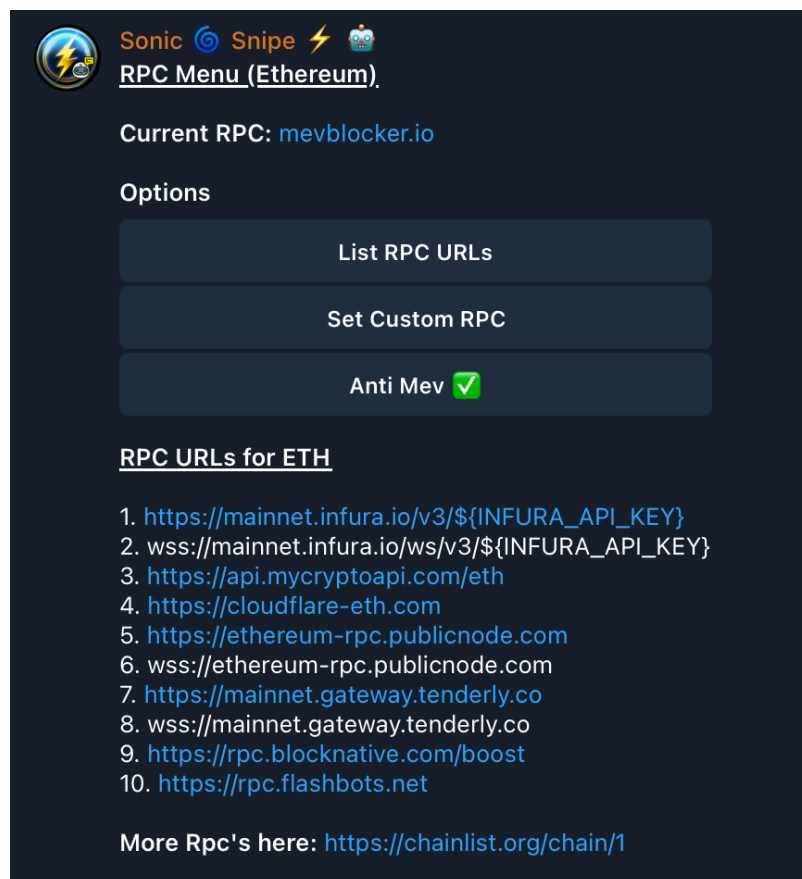 Sonic 🌀 Snipe ⚡ 🤖
RPC Menu (Ethereum)
Current RPC: mevblocker.io
Options
List RPC URLs
Set Custom RPC
Anti Mev ✅
RPC URLs for ETH
1. https://mainnet.infura.io/v3/${INFURA_API_KEY}
2. wss://mainnet.infura.io/ws/v3/${INFURA_API_KEY}
3. https://api.mycryptoapi.com/eth
4. https://cloudflare-eth.com
5. https://ethereum-rpc.publicnode.com
6. wss://ethereum-rpc.publicnode.com
7. https://mainnet.gateway.tenderly.co
8. wss://mainnet.gateway.tenderly.co
9. https://rpc.blocknative.com/boost
10. https://rpc.flashbots.net
More Rpc's here: https://chainlist.org/chain/1